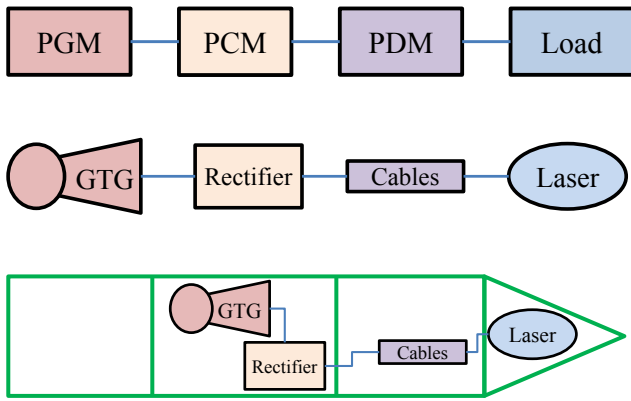 PGM PCM PDM Load
GTG Rectifier Cables Laser
GTG
Rectifier Cables Laser